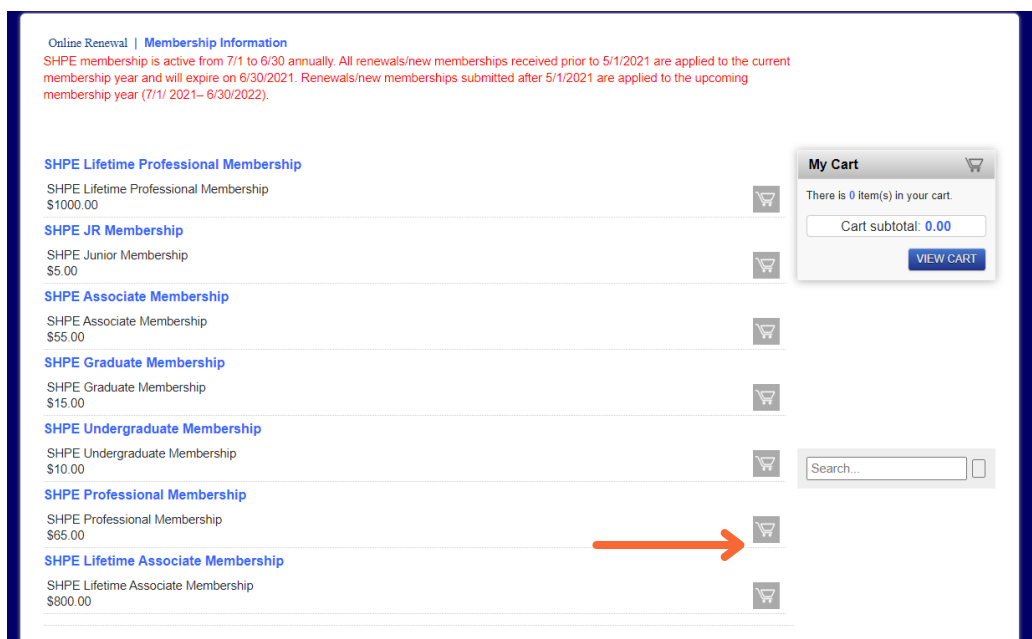 Online Renewal | Membership Information
SHPE membership is active from 7/1 to 6/30 annually. All renewals/new memberships received prior to 5/1/2021 are applied to the current
membership year and will expire on 6/30/2021. Renewals/new memberships submitted after 5/1/2021 are applied to the upcoming
membership year (7/1/ 2021– 6/30/2022).
SHPE Lifetime Professional Membership
SHPE Lifetime Professional Membership
$1000.00
SHPE JR Membership
SHPE Junior Membership
$5.00
SHPE Associate Membership
SHPE Associate Membership
$55.00
SHPE Graduate Membership
SHPE Graduate Membership
$15.00
SHPE Undergraduate Membership
SHPE Undergraduate Membership
$10.00
SHPE Professional Membership
SHPE Professional Membership
$65.00
SHPE Lifetime Associate Membership
SHPE Lifetime Associate Membership
$800.00
My Cart
There is 0 item(s) in your cart.
Cart subtotal: 0.00
VIEW CART
Search...